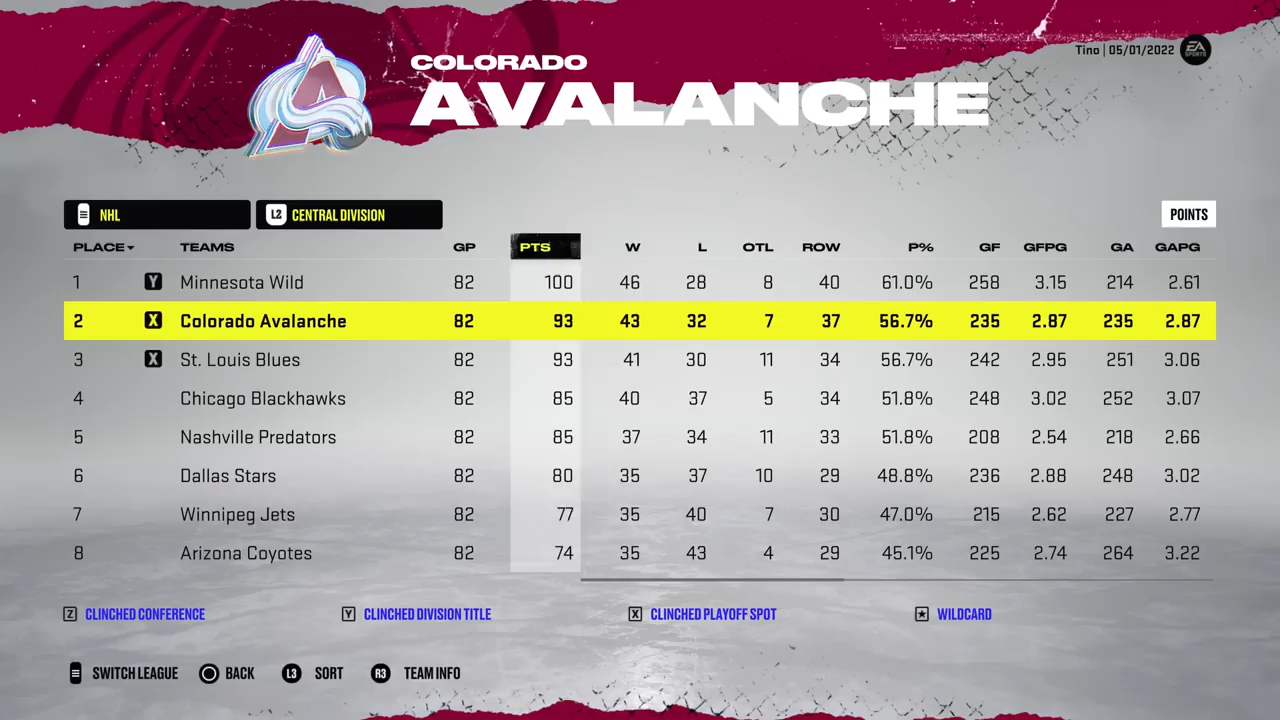 COLORADO
AVALANCHE
Tino | 05/01/2022 EA SPORTS
NHL L2 CENTRAL DIVISION POINTS
PLACE TEAMS GP PTS W L OTL ROW P% GF GFPG GA GAPG
1 Y Minnesota Wild 82 100 46 28 8 40 61.0% 258 3.15 214 2.61
2 X Colorado Avalanche 82 93 43 32 7 37 56.7% 235 2.87 235 2.87
3 X St. Louis Blues 82 93 41 30 11 34 56.7% 242 2.95 251 3.06
4 Chicago Blackhawks 82 85 40 37 5 34 51.8% 248 3.02 252 3.07
5 Nashville Predators 82 85 37 34 11 33 51.8% 208 2.54 218 2.66
6 Dallas Stars 82 80 35 37 10 29 48.8% 236 2.88 248 3.02
7 Winnipeg Jets 82 77 35 40 7 30 47.0% 215 2.62 227 2.77
8 Arizona Coyotes 82 74 35 43 4 29 45.1% 225 2.74 264 3.22
Z CLINCHED CONFERENCE Y CLINCHED DIVISION TITLE X CLINCHED PLAYOFF SPOT ★ WILDCARD
SWITCH LEAGUE BACK L3 SORT R3 TEAM INFO